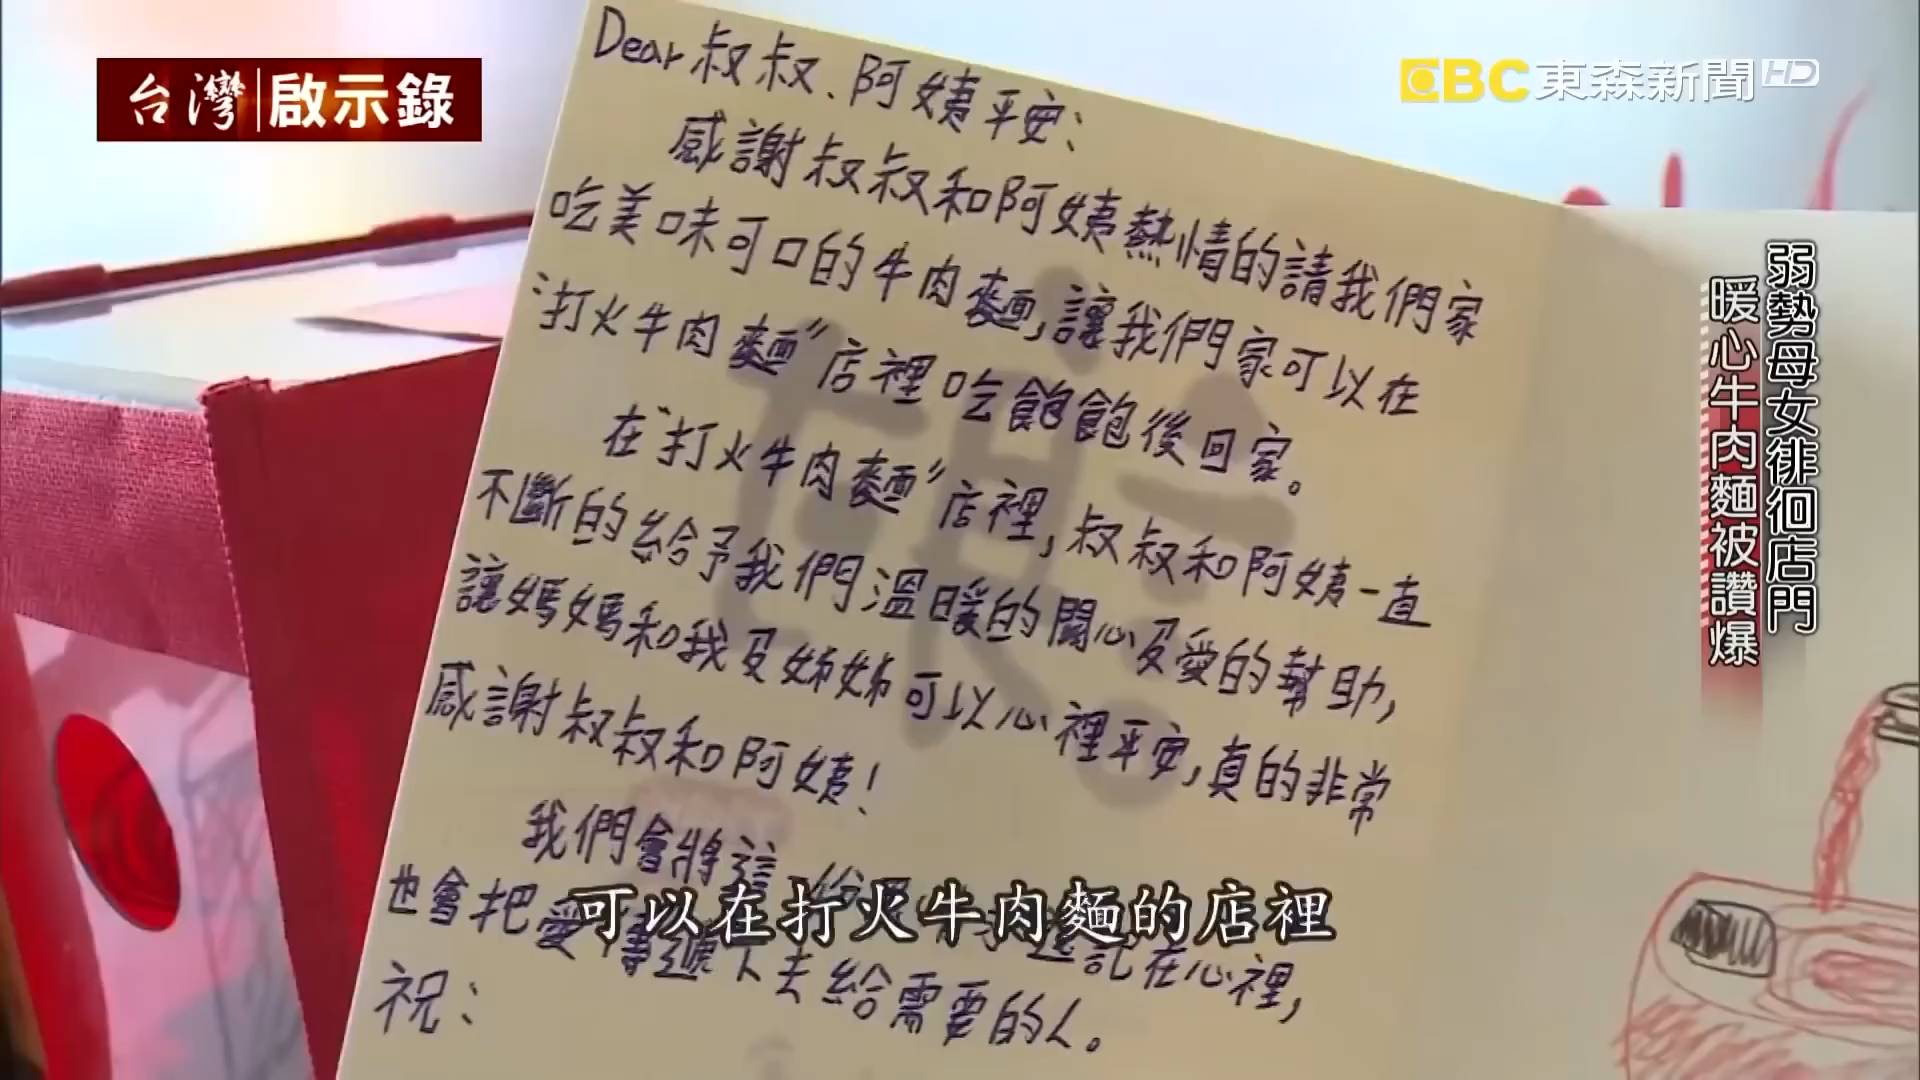 台灣|啟示錄
EBC東森新聞HD
弱勢母女徘徊店門
暖心牛肉麵被讚爆
Dear 叔叔、阿姨平安：
感謝叔叔和阿姨熱情的請我們家
吃美味可口的牛肉麵,讓我們家可以在
"打火牛肉麵"店裡吃飽飽後回家。
在"打火牛肉麵"店裡,叔叔和阿姨一直
不斷的給予我們溫暖的關心及愛的幫助,
讓媽媽和我及姊姊可以心裡平安,真的非常
感謝叔叔和阿姨!
我們會將這 記在心裡,
也會把愛傳遞下去給需要的人。
祝：
可以在打火牛肉麵的店裡